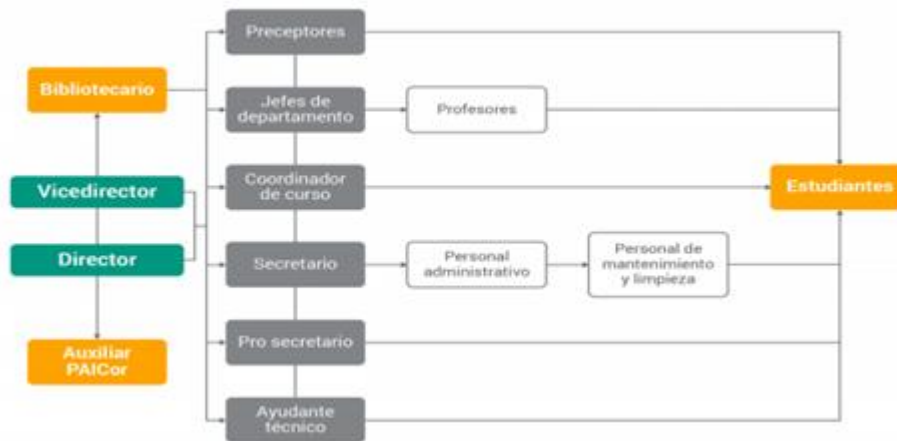 Preceptores
Bibliotecario
Jefes de
departamento
Profesores
Vicedirector
Coordinador
de curso
Estudiantes
Director
Secretario
Personal
administrativo
Personal de
mantenimiento
y limpieza
Auxiliar
PAICor
Pro secretario
Ayudante
técnico